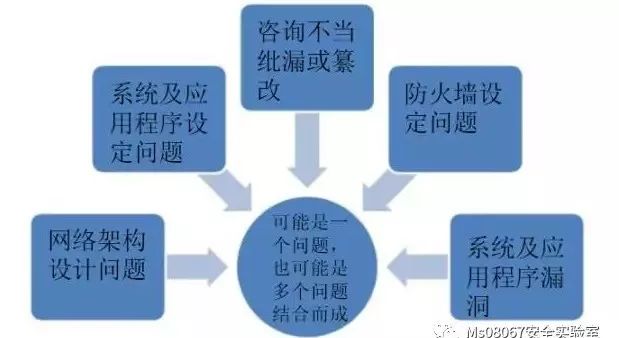 咨询不当
纰漏或纂
改
系统及应
用程序设
定问题
防火墙设
定问题
网络架构
设计问题
可能是一
个问题，
也可能是
多个问题
结合而成
系统及应
用程序漏
洞
Ms08067安全实验室